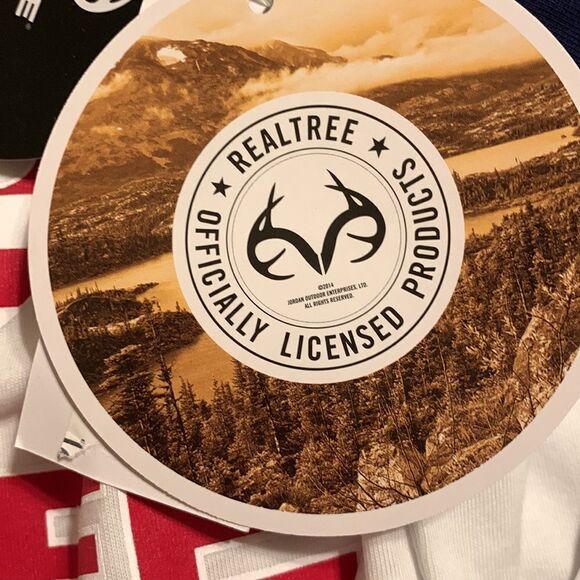 ★ REALTREE ★
OFFICIALLY LICENSED PRODUCTS
©2014
JORDAN OUTDOOR ENTERPRISES, LTD.
ALL RIGHTS RESERVED.